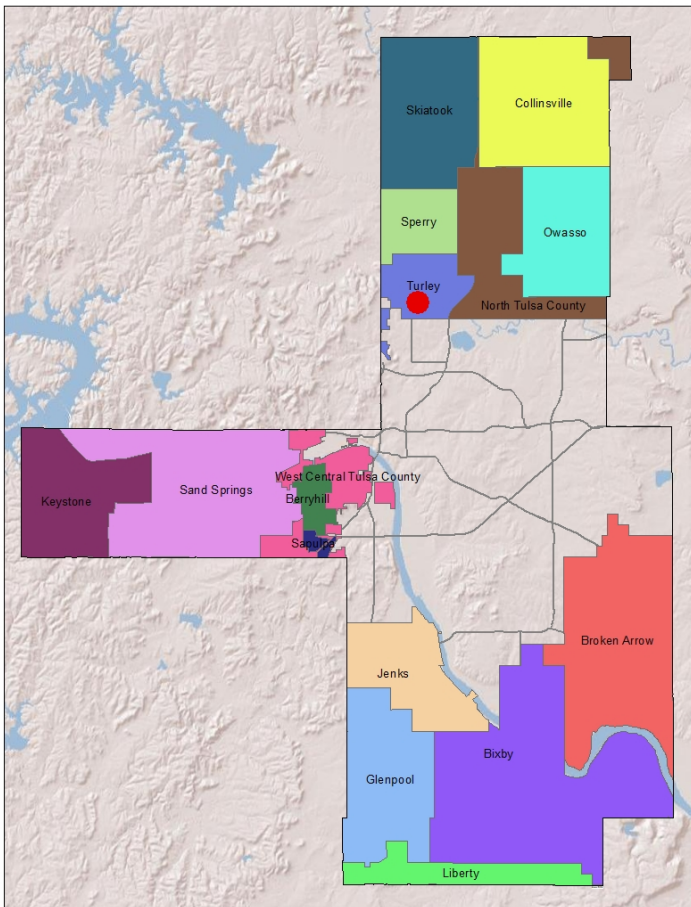 Skiatook
Collinsville
Sperry
Owasso
Turley
North Tulsa County
West Central Tulsa County
Sand Springs
Berryhill
Keystone
Sapulpa
Broken Arrow
Jenks
Bixby
Glenpool
Liberty